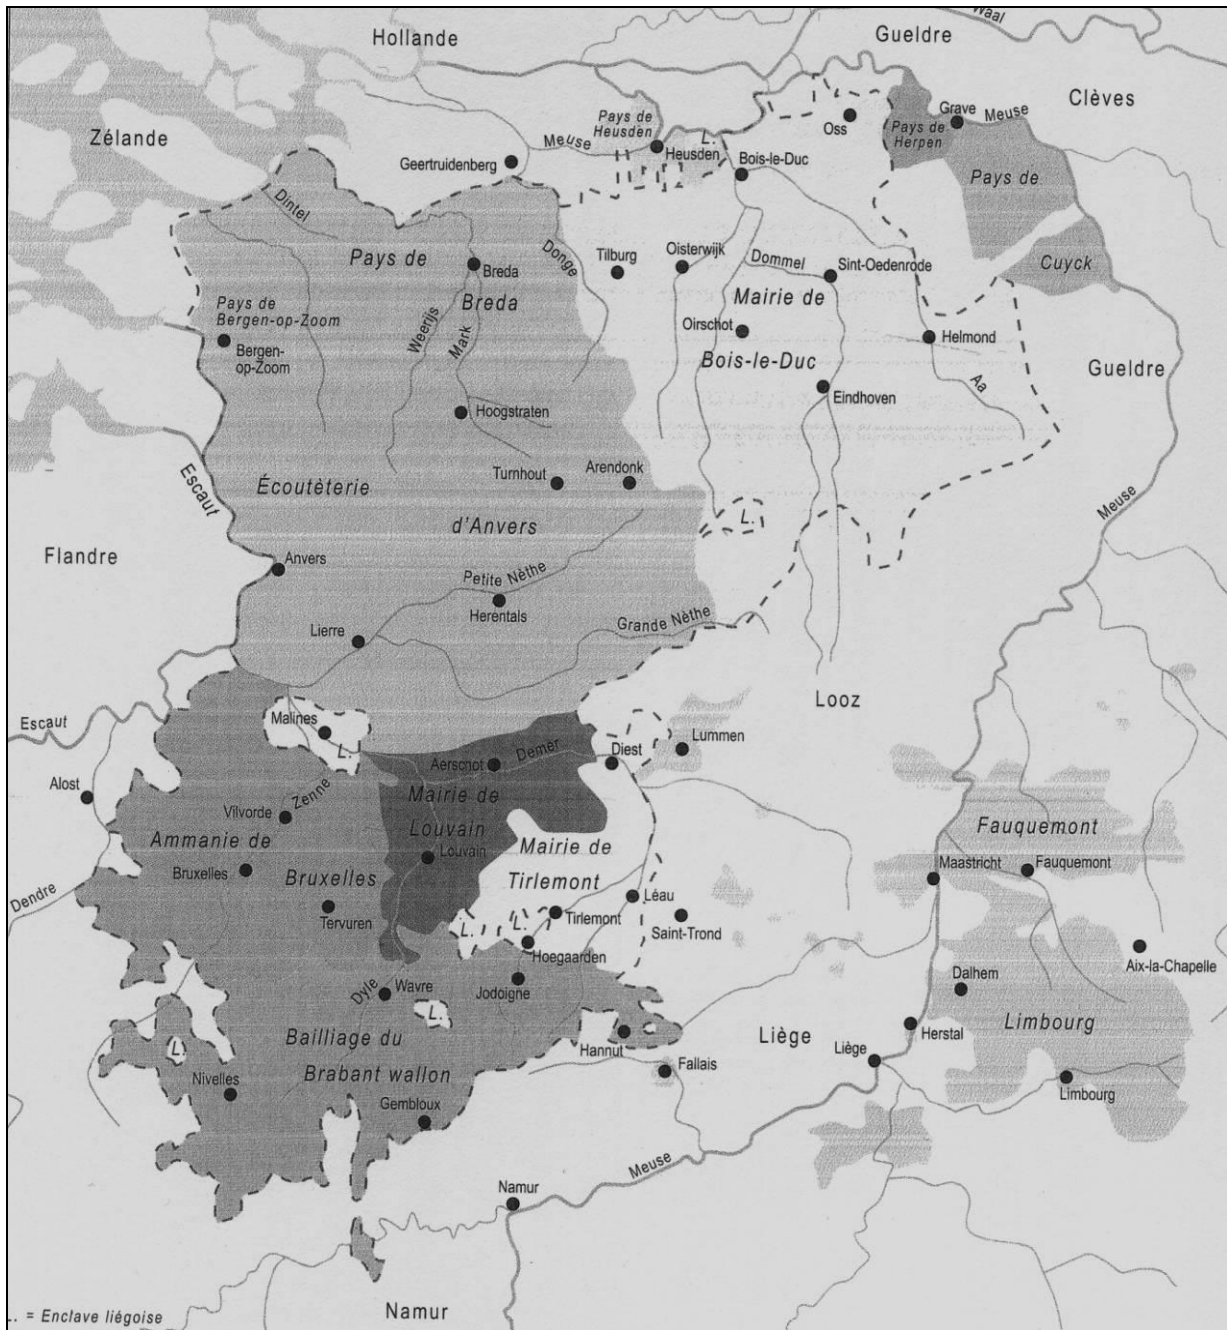 Waal
Hollande
Gueldre
Clèves
Zélande
Pays de
Heusden
Meuse
Heusden
L.
Oss
Pays de
Herpen
Grave
Meuse
Geertruidenberg
Bois-le-Duc
Pays de
Cuyck
Dintel
Pays de
Breda
Breda
Donge
Tilburg
Oisterwijk
Dommel
Sint-Oedenrode
Mairie de
Bois-le-Duc
Oirschot
Helmond
Aa
Gueldre
Pays de
Bergen-op-Zoom
Bergen-
op-Zoom
Weerijs
Mark
Eindhoven
Hoogstraten
Turnhout
Arendonk
Escaut
Écoutèterie
d'Anvers
L.
Meuse
Flandre
Anvers
Petite Nèthe
Herentals
Grande Nèthe
Lierre
Looz
Escaut
Malines
L.
Demer
Diest
Lummen
Aerschot
Alost
Mairie de
Louvain
Louvain
Zenne
Vilvorde
Ammanie de
Bruxelles
Bruxelles
Mairie de
Tirlemont
Fauquemont
Maastricht
Fauquemont
Dendre
Tervuren
L.
L.
Tirlemont
Léau
Saint-Trond
Hoegaarden
Aix-la-Chapelle
Dyle
Wavre
Jodoigne
Dalhem
L.
Bailliage du
Brabant wallon
Hannut
Liège
Herstal
Limbourg
L.
Liège
Fallais
Nivelles
Limbourg
Gembloux
Meuse
Namur
Namur
L. = Enclave liégoise